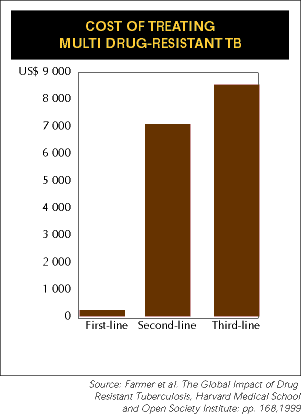 COST OF TREATING
MULTI DRUG-RESISTANT TB
US$ 9 000
8 000
7 000
6 000
5 000
4 000
3 000
2 000
1 000
0
First-line Second-line Third-line
Source: Farmer et al. The Global Impact of Drug
Resistant Tuberculosis, Harvard Medical School
and Open Society Institute: pp. 168,1999